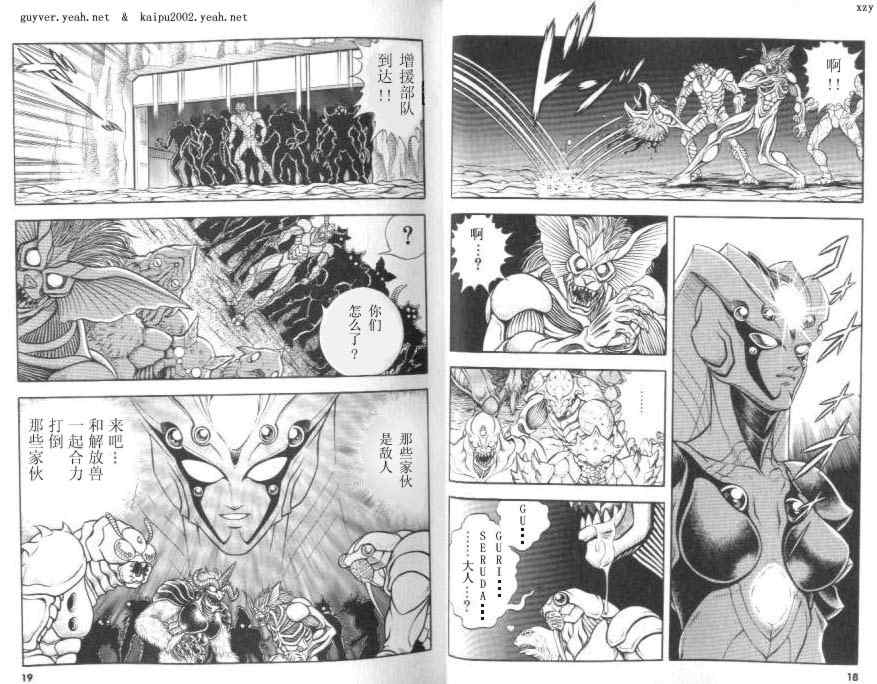 guyver.yeah.net & kaipu2002.yeah.net
xzy
啊!!
啊…?
……
GU…
GURI…
SERUDA…
……大人…?
18
增援部队
到达!!
?
你们
怎么了?
那些家伙
是敌人
来吧…
和解放兽
一起合力
打倒
那些家伙
19